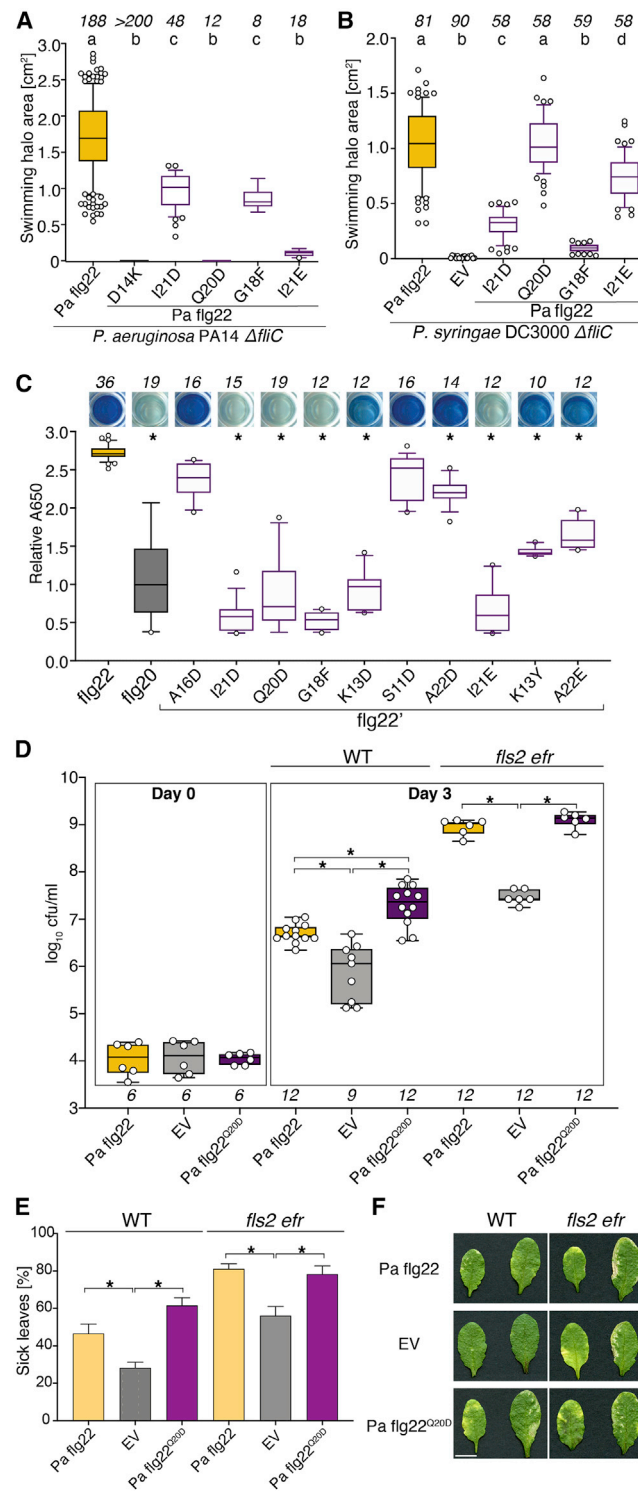 A
188 >200 48 12 8 18
a b c b c b
Swimming halo area [cm²]
3.0
2.5
2.0
1.5
1.0
0.5
0
Pa flg22
D14K
I21D
Q20D
G18F
I21E
Pa flg22
P. aeruginosa PA14 ΔfliC
B
81 90 58 58 59 58
a b c a b d
Swimming halo area [cm²]
2.0
1.5
1.0
0.5
0
Pa flg22
EV
I21D
Q20D
G18F
I21E
Pa flg22
P. syringae DC3000 ΔfliC
C
36 19 16 15 19 12 12 16 14 12 10 12
* * * * * * * * *
Relative A650
3.0
2.5
2.0
1.5
1.0
0.5
0.0
flg22
flg20
A16D
I21D
Q20D
G18F
K13D
S11D
A22D
I21E
K13Y
A22E
flg22'
D
WT fls2 efr
Day 0 Day 3
log₁₀ cfu/ml
10
9
8
7
6
5
4
3
* * * * *
6 6 6 12 9 12 12 12 12
Pa flg22
EV
Pa flg22Q20D
Pa flg22
EV
Pa flg22Q20D
Pa flg22
EV
Pa flg22Q20D
E
WT fls2 efr
Sick leaves [%]
100
80
60
40
20
0
* * * *
Pa flg22
EV
Pa flg22Q20D
Pa flg22
EV
Pa flg22Q20D
F
WT fls2 efr
Pa flg22
EV
Pa flg22Q20D